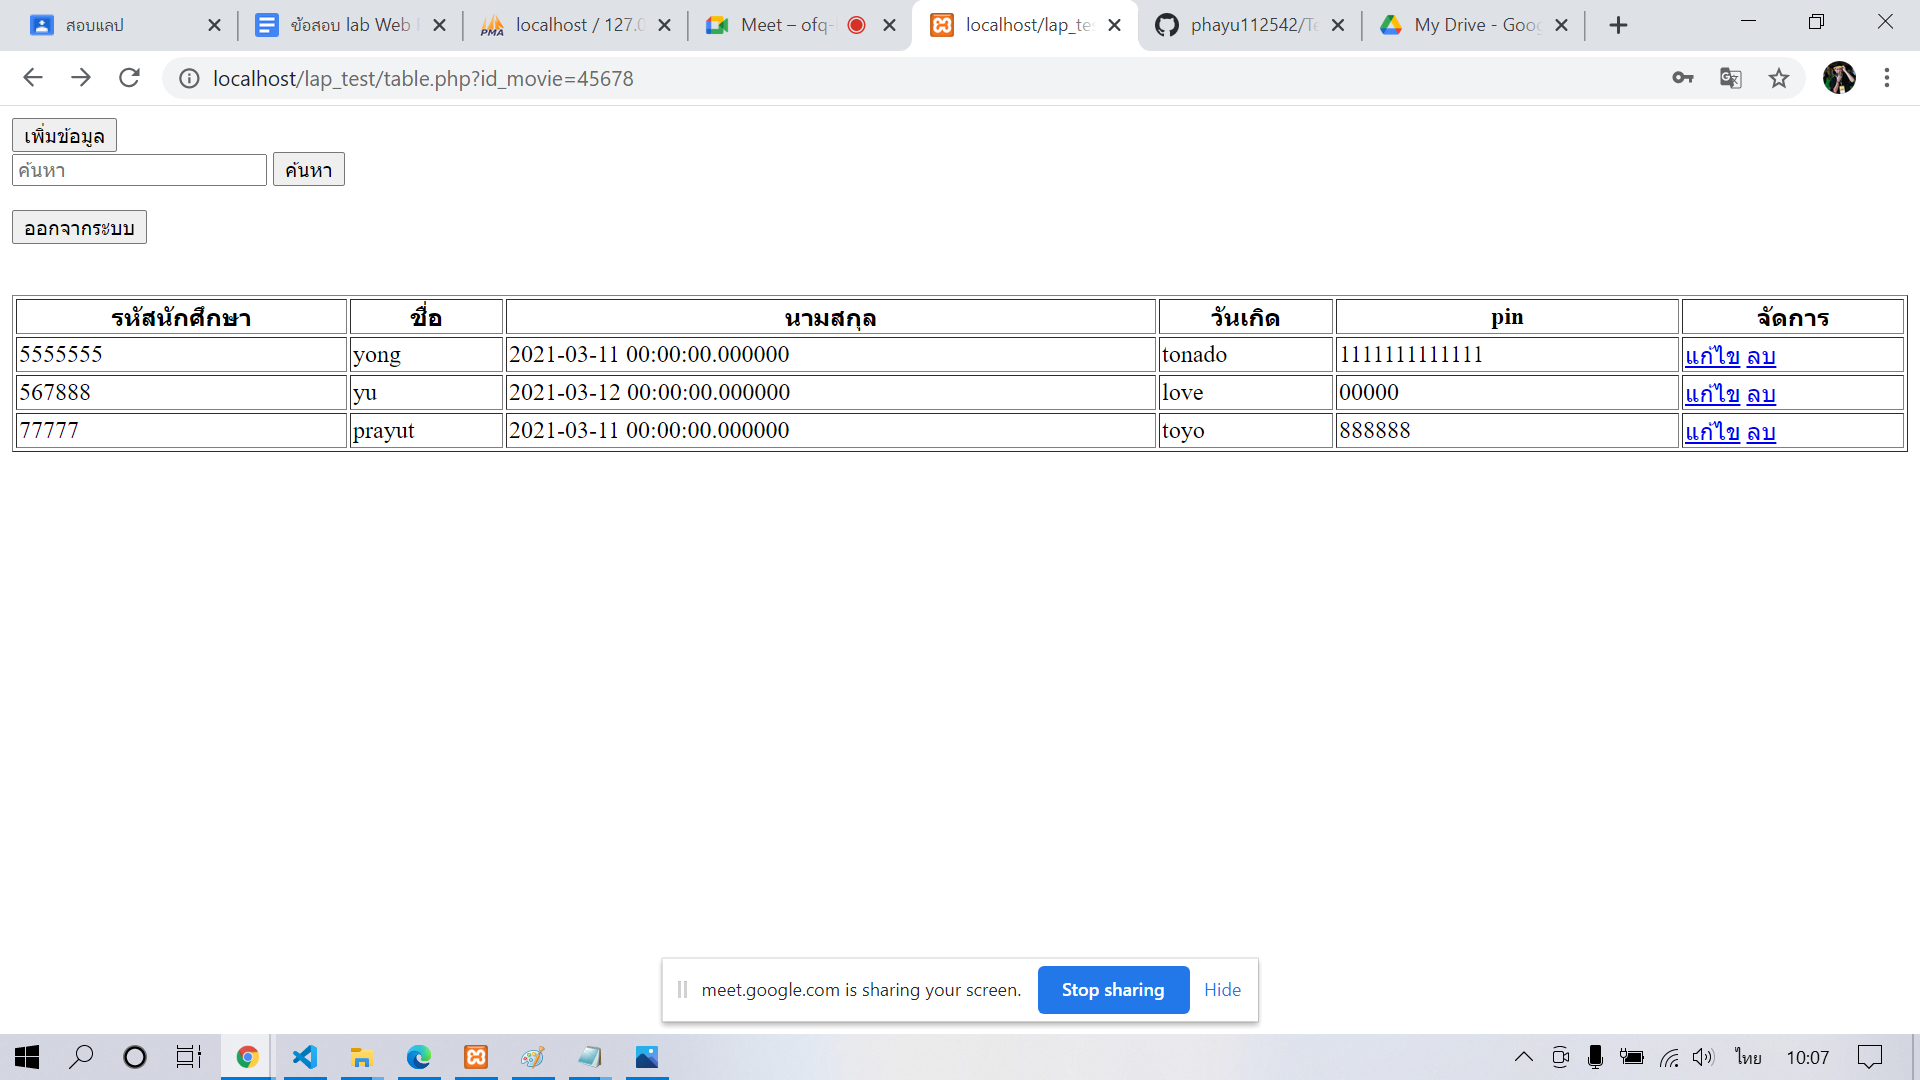 สอบแลป
ข้อสอบ lab Web
localhost / 127.0
Meet – ofq-
localhost/lap_tes
phayu112542/Te
My Drive - Goog
localhost/lap_test/table.php?id_movie=45678
เพิ่มข้อมูล
ค้นหา ค้นหา
ออกจากระบบ
รหัสนักศึกษา ชื่อ นามสกุล วันเกิด pin จัดการ
5555555 yong 2021-03-11 00:00:00.000000 tonado 1111111111111 แก้ไข ลบ
567888 yu 2021-03-12 00:00:00.000000 love 00000 แก้ไข ลบ
77777 prayut 2021-03-11 00:00:00.000000 toyo 888888 แก้ไข ลบ
meet.google.com is sharing your screen. Stop sharing Hide
ไทย 10:07